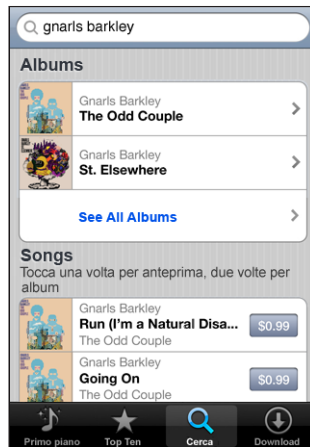 gnarls barkley
Albums
Gnarls Barkley
The Odd Couple
Gnarls Barkley
St. Elsewhere
See All Albums
Songs
Tocca una volta per anteprima, due volte per
album
Gnarls Barkley
Run (I'm a Natural Disa... $0.99
The Odd Couple
Gnarls Barkley
Going On $0.99
The Odd Couple
Primo piano Top Ten Cerca Download